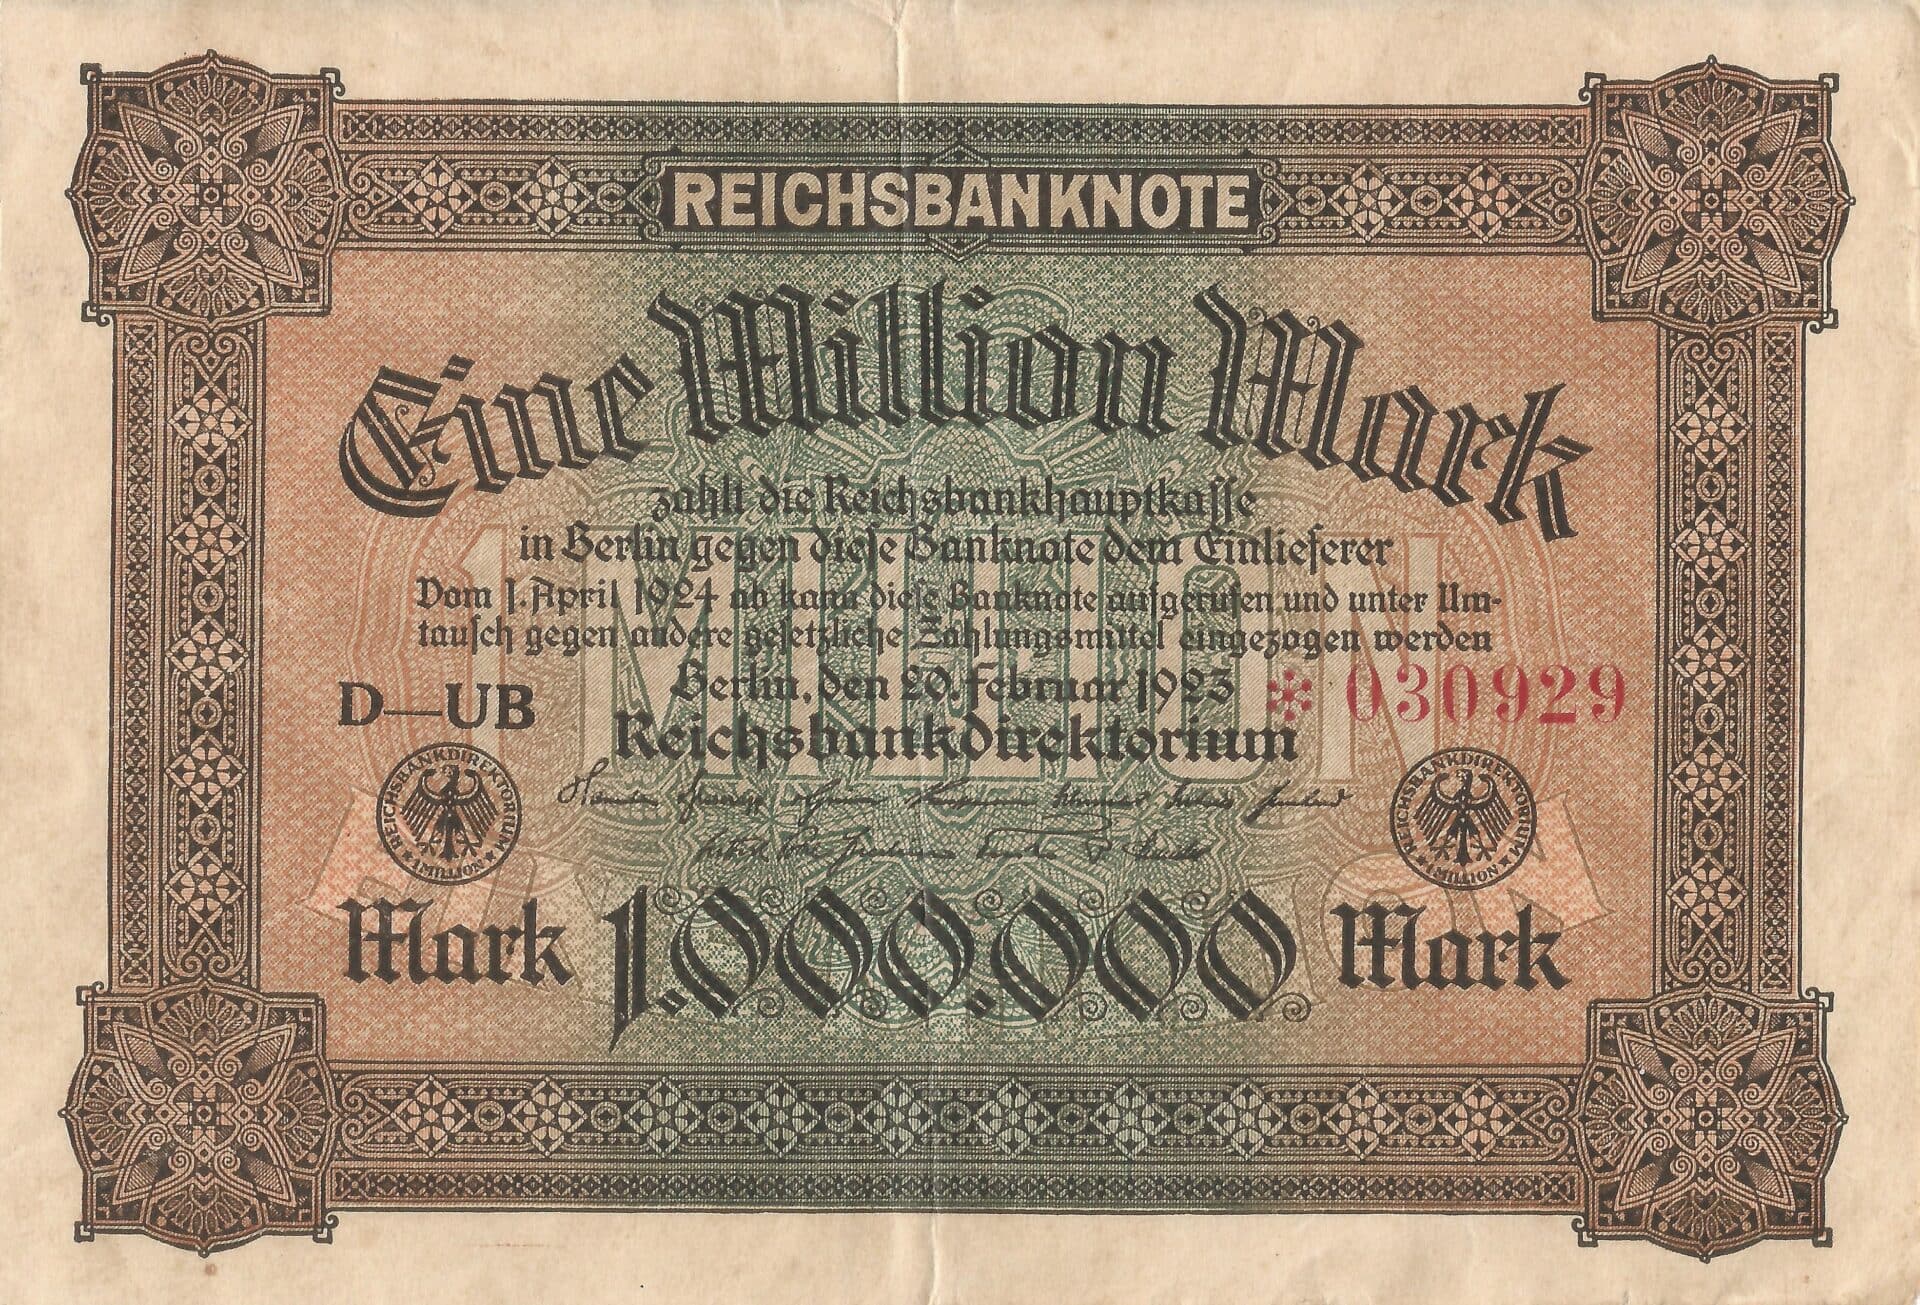 REICHSBANKNOTE
Eine Million Mark
zahlt die Reichsbankhauptkasse
in Berlin gegen diese Banknote dem Einlieferer
Vom 1. April 1924 ab kann diese Banknote aufgerufen und unter Um-
tausch gegen andere gesetzliche Zahlungsmittel eingezogen werden
Berlin, den 20. Februar 1923
D—UB
* 030929
Reichsbankdirektorium
REICHSBANKDIREKTORIUM * 1 MILLION *
REICHSBANKDIREKTORIUM * 1 MILLION *
Mark 1.000.000 Mark
1 MILLION